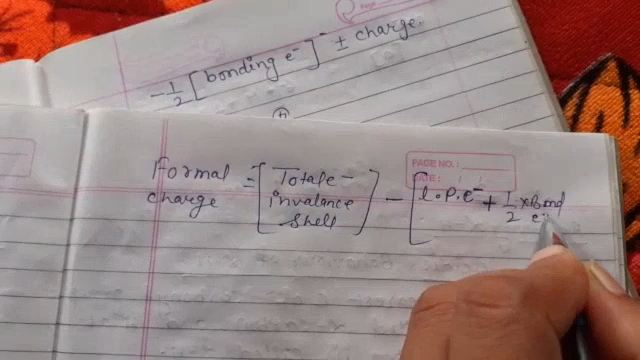 - 1/2 [bonding e⁻] ± charge.
PAGE NO.:
DATE: / /
Formal charge = [Total e⁻ in valance shell] - [l.p.e⁻ + 1/2 x Bond e⁻